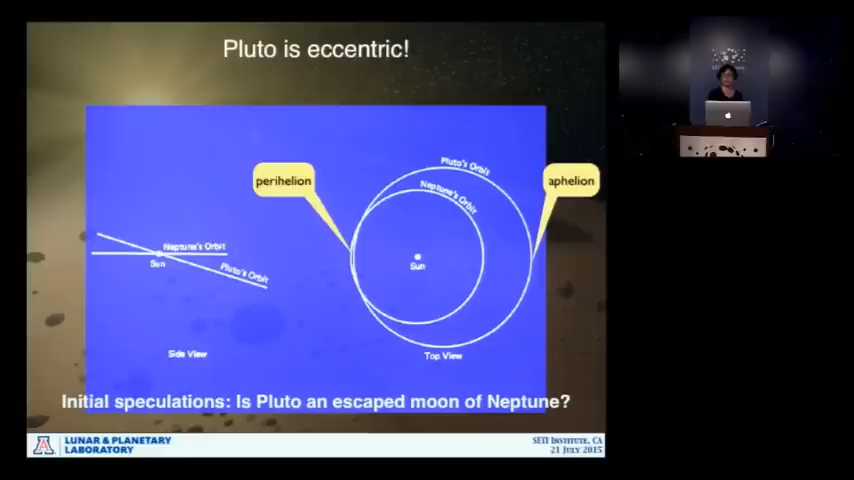 Pluto is eccentric!
perihelion
Pluto's Orbit
aphelion
Neptune's Orbit
Neptune's Orbit
Sun
Pluto's Orbit
Sun
Side View
Top View
Initial speculations: Is Pluto an escaped moon of Neptune?
LUNAR & PLANETARY
LABORATORY
SETI INSTITUTE, CA
21 JULY 2015